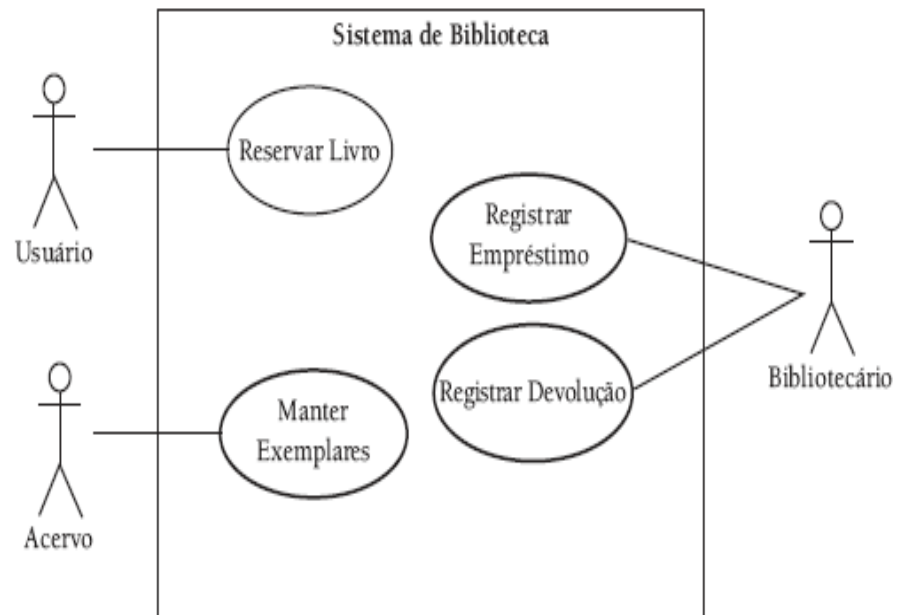 Sistema de Biblioteca
Reservar Livro
Usuário
Registrar
Empréstimo
Bibliotecário
Registrar Devolução
Manter
Exemplares
Acervo